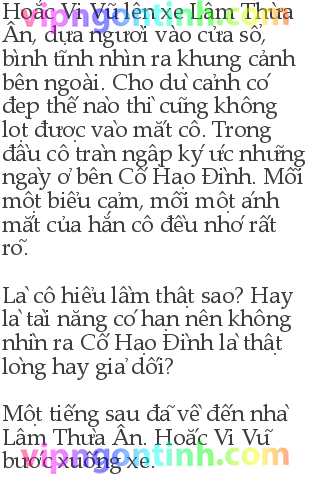 Hoắc Vi Vũ lên xe Lâm Thừa
vipngontinh.com
Ân, dựa người vào cửa sổ,
bình tĩnh nhìn ra khung cảnh
bên ngoài. Cho dù cảnh có
đẹp thế nào thì cũng không
lọt được vào mắt cô. Trong
đầu cô tràn ngập ký ức những
ngày ở bên Cố Hạo Đình. Mỗi
một biểu cảm, mỗi một ánh
mắt của hắn cô đều nhớ rất
rõ.
Là cô hiểu lầm thật sao? Hay
là tài năng có hạn nên không
nhìn ra Cố Hạo Đình là thật
lòng hay giả dối?
Một tiếng sau đã về đến nhà
Lâm Thừa Ân. Hoắc Vi Vũ
vipngontinh.com
bước xuống xe.